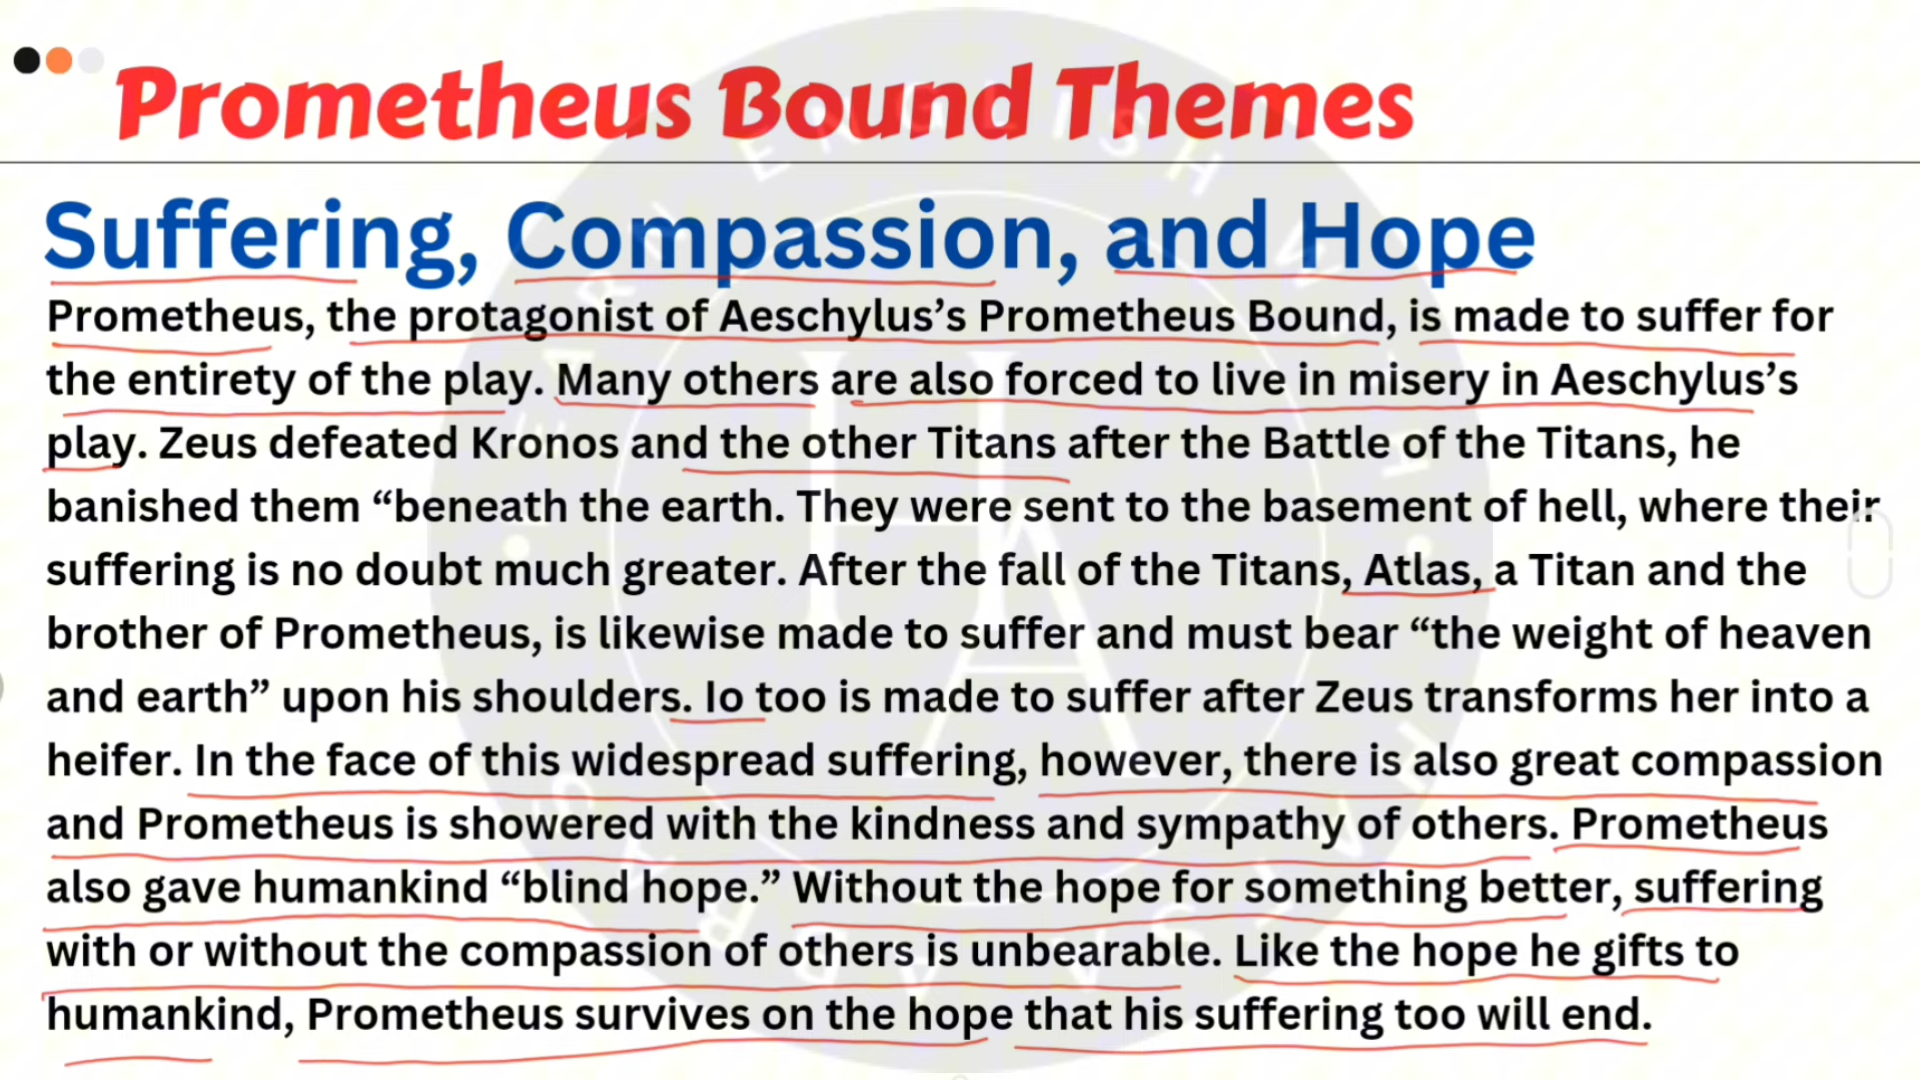 Prometheus Bound Themes
Suffering, Compassion, and Hope
Prometheus, the protagonist of Aeschylus’s Prometheus Bound, is made to suffer for
the entirety of the play. Many others are also forced to live in misery in Aeschylus’s
play. Zeus defeated Kronos and the other Titans after the Battle of the Titans, he
banished them “beneath the earth. They were sent to the basement of hell, where their
suffering is no doubt much greater. After the fall of the Titans, Atlas, a Titan and the
brother of Prometheus, is likewise made to suffer and must bear “the weight of heaven
and earth” upon his shoulders. Io too is made to suffer after Zeus transforms her into a
heifer. In the face of this widespread suffering, however, there is also great compassion
and Prometheus is showered with the kindness and sympathy of others. Prometheus
also gave humankind “blind hope.” Without the hope for something better, suffering
with or without the compassion of others is unbearable. Like the hope he gifts to
humankind, Prometheus survives on the hope that his suffering too will end.